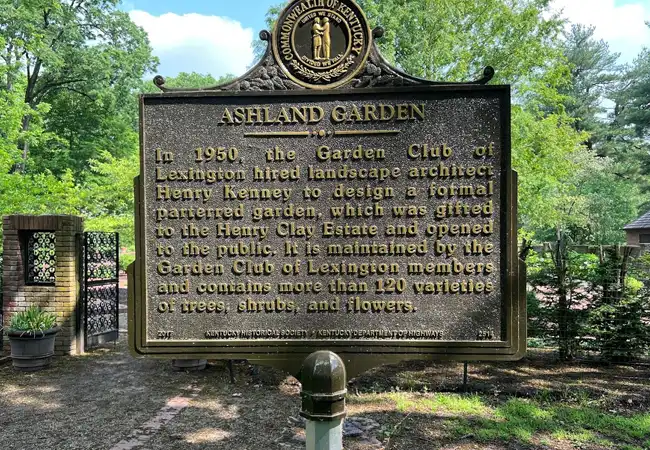 COMMONWEALTH OF KENTUCKY
ASHLAND GARDEN
In 1950, the Garden Club of
Lexington hired landscape architect
Henry Kenney to design a formal
parterred garden, which was gifted
to the Henry Clay Estate and opened
to the public. It is maintained by the
Garden Club of Lexington members
and contains more than 120 varieties
of trees, shrubs, and flowers.
KENTUCKY HISTORICAL SOCIETY KENTUCKY DEPARTMENT OF HIGHWAYS